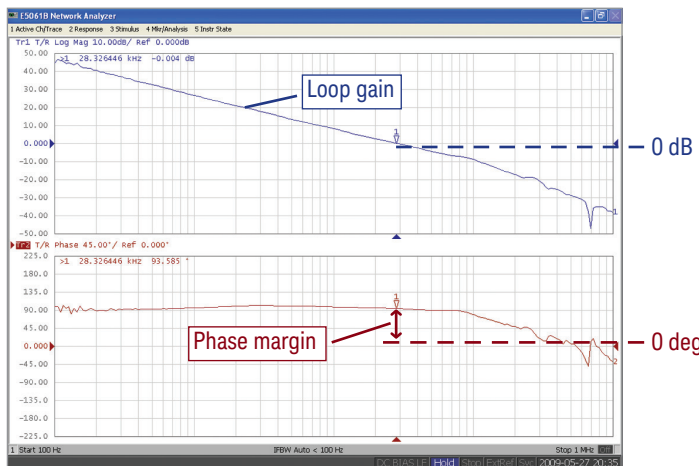 E5061B Network Analyzer
1 Active Ch/Trace 2 Response 3 Stimulus 4 Mkr/Analysis 5 Instr State
Tr1 T/R Log Mag 10.00dB/ Ref 0.000dB
50.00
>1 28.326446 kHz -0.004 dB
40.00
30.00
Loop gain
20.00
10.00
1
0.000
0 dB
-10.00
-20.00
-30.00
-40.00
1
-50.00
Tr2 T/R Phase 45.00°/ Ref 0.000°
225.0
>1 28.326446 kHz 93.585 °
180.0
135.0
1
90.00
45.00
Phase margin
0.000
0 deg
2
-45.00
-90.00
-135.0
-180.0
-225.0
1 Start 100 Hz
IFBW Auto < 100 Hz
Stop 1 MHz Off
DC BIAS LF Hold Stop ExtRef Svc 2009-05-27 20:35